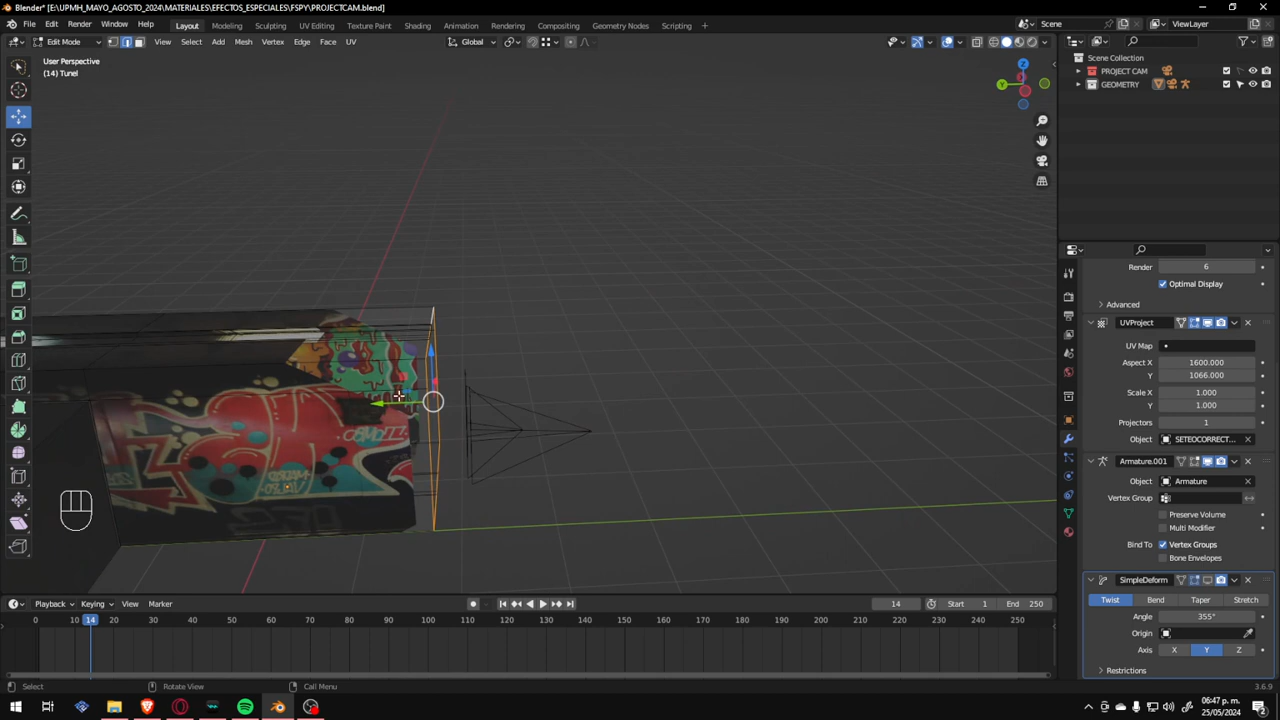 Blender* [E:\UPMH_MAYO_AGOSTO_2024\MATERIALES\EFECTOS_ESPECIALES\FSPY\PROJECTCAM.blend]
File Edit Render Window Help Layout Modeling Sculpting UV Editing Texture Paint Shading Animation Rendering Compositing Geometry Nodes Scripting + Scene ViewLayer
Edit Mode View Select Add Mesh Vertex Edge Face UV Global
User Perspective
(14) Tunel
Z
Y
Scene Collection
PROJECT CAM
GEOMETRY
Render 6
Optimal Display
Advanced
UVProject
UV Map
Aspect X 1600.000
Y 1066.000
Scale X 1.000
Y 1.000
Projectors 1
Object SETEOCORRECT...
Armature.001
Object Armature
Vertex Group
Preserve Volume
Multi Modifier
Bind To Vertex Groups
Bone Envelopes
SimpleDeform
Twist Bend Taper Stretch
Angle 355°
Origin
Axis X Y Z
Restrictions
Playback Keying View Marker 14 Start 1 End 250
0 10 14 20 30 40 50 60 70 80 90 100 110 120 130 140 150 160 170 180 190 200 210 220 230 240 250
Select Rotate View Call Menu 3.6.9
06:47 p.m.
25/05/2024
2